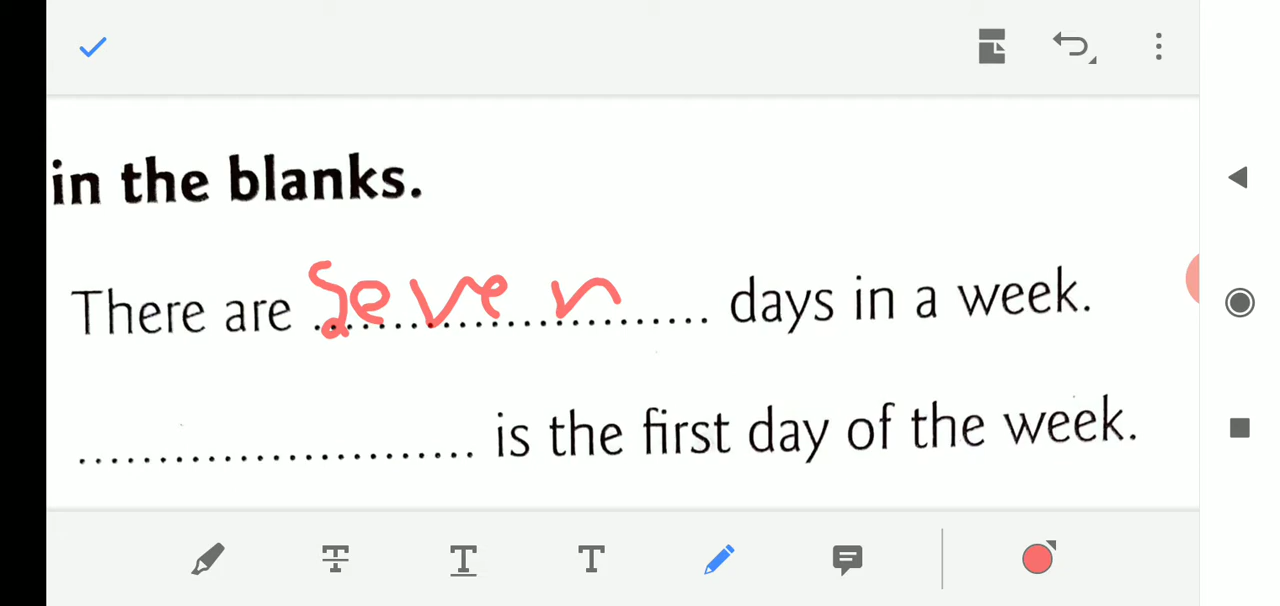 in the blanks.
There are seven days in a week.
.......................... is the first day of the week.
T T T